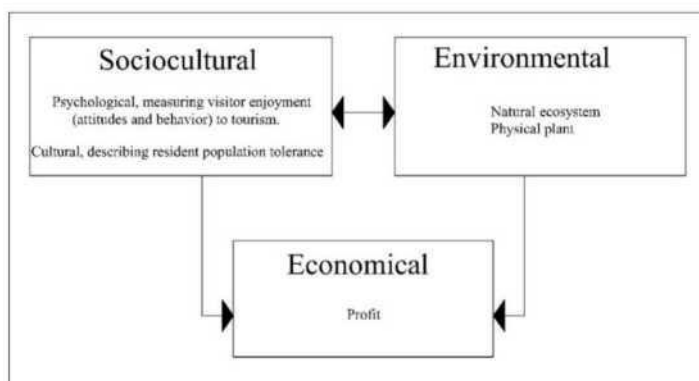 Sociocultural
Psychological, measuring visitor enjoyment
(attitudes and behavior) to tourism.
Cultural, describing resident population tolerance
Environmental
Natural ecosystem
Physical plant
Economical
Profit